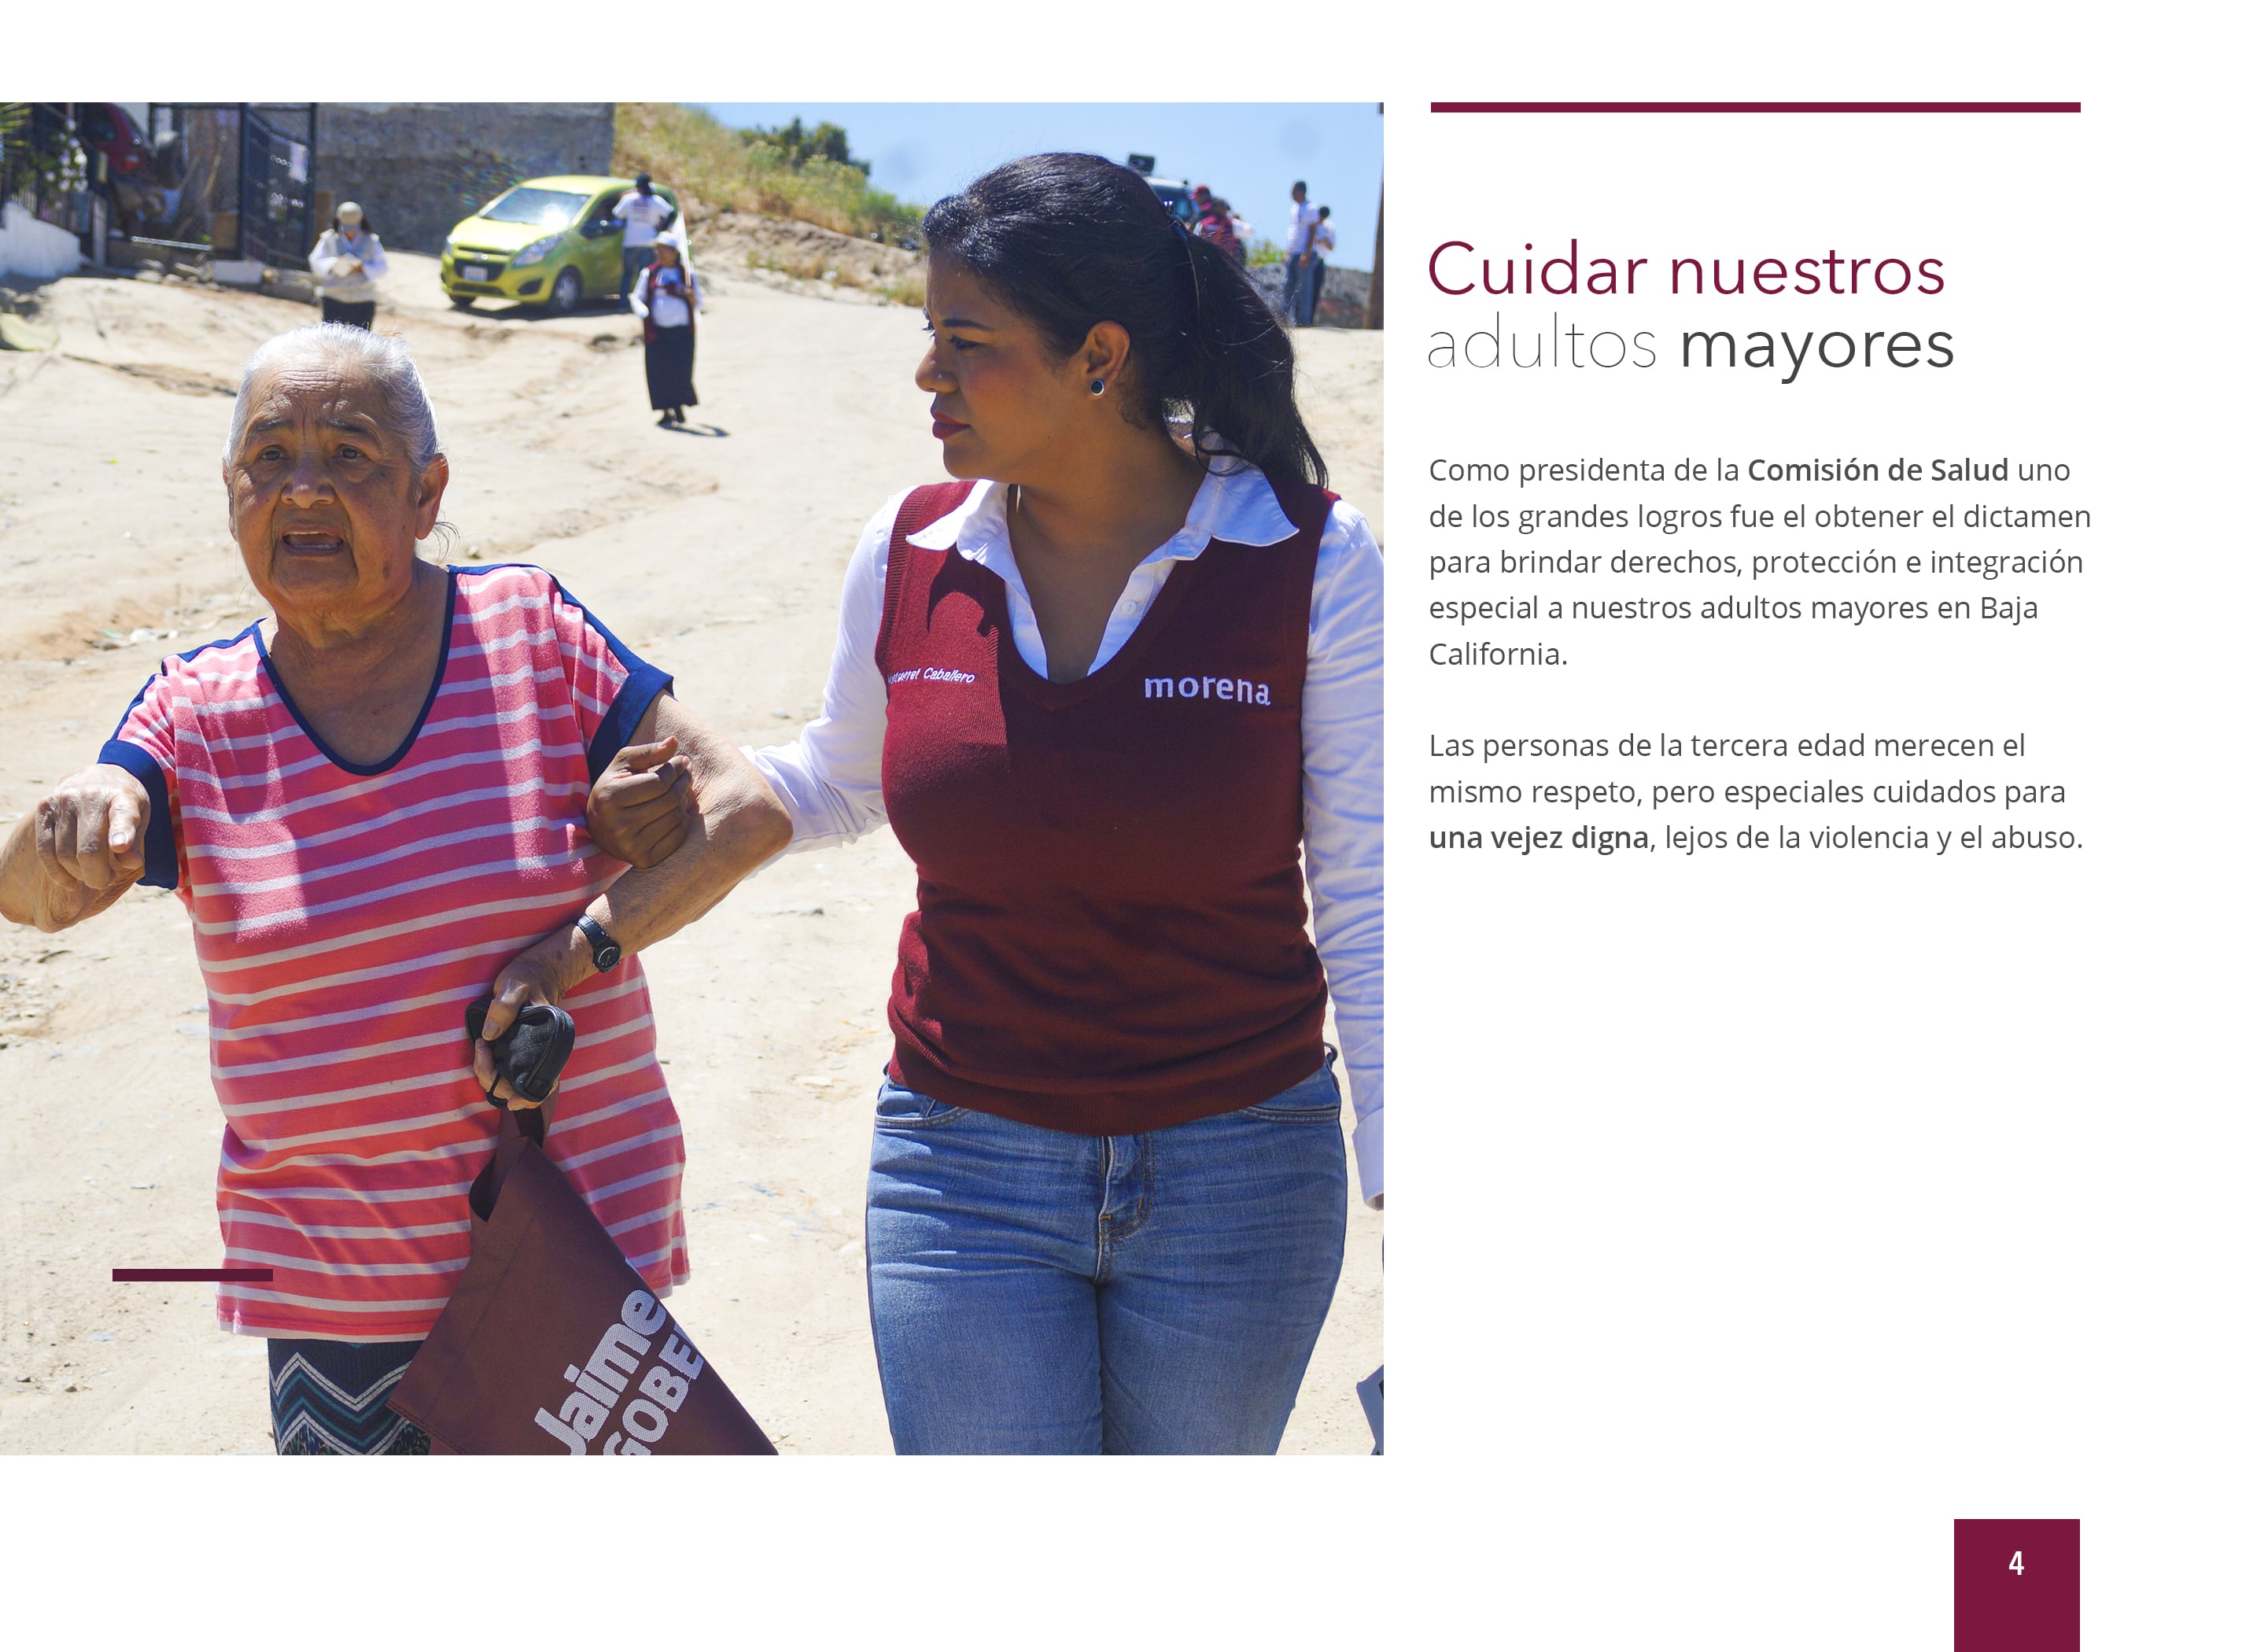 Cuidar nuestros
adultos mayores
Como presidenta de la Comisión de Salud uno
de los grandes logros fue el obtener el dictamen
para brindar derechos, protección e integración
especial a nuestros adultos mayores en Baja
California.
Las personas de la tercera edad merecen el
mismo respeto, pero especiales cuidados para
una vejez digna, lejos de la violencia y el abuso.
Caballero
morena
Jaime
4